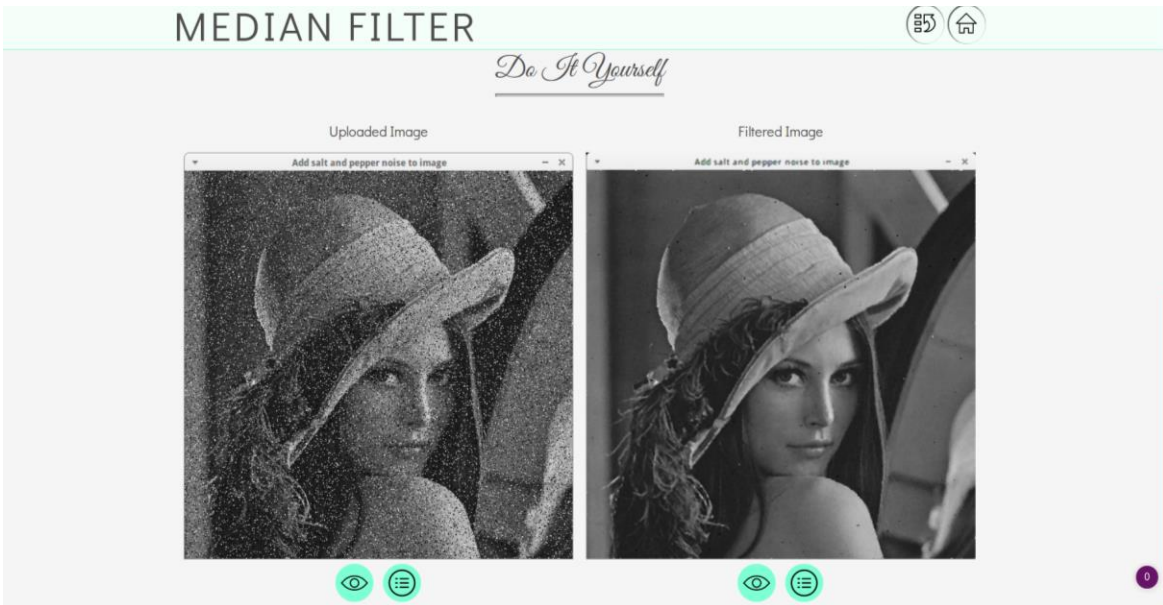 MEDIAN FILTER
Do It Yourself
Uploaded Image
Filtered Image
Add salt and pepper noise to image
Add salt and pepper noise to image
0